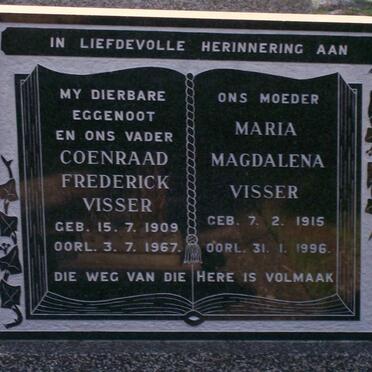 IN LIEFDEVOLLE HERINNERING AAN
MY DIERBARE
EGGENOOT
EN ONS VADER
COENRAAD
FREDERICK
VISSER
GEB. 15. 7. 1909
OORL. 3. 7. 1967.
ONS MOEDER
MARIA
MAGDALENA
VISSER
GEB. 7. 2. 1915
OORL. 31. 1. 1996.
DIE WEG VAN DIE HERE IS VOLMAAK